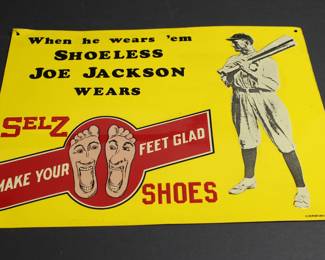 When he wears 'em
SHOELESS
JOE JACKSON
WEARS
SELZ
MAKE YOUR FEET GLAD
SHOES